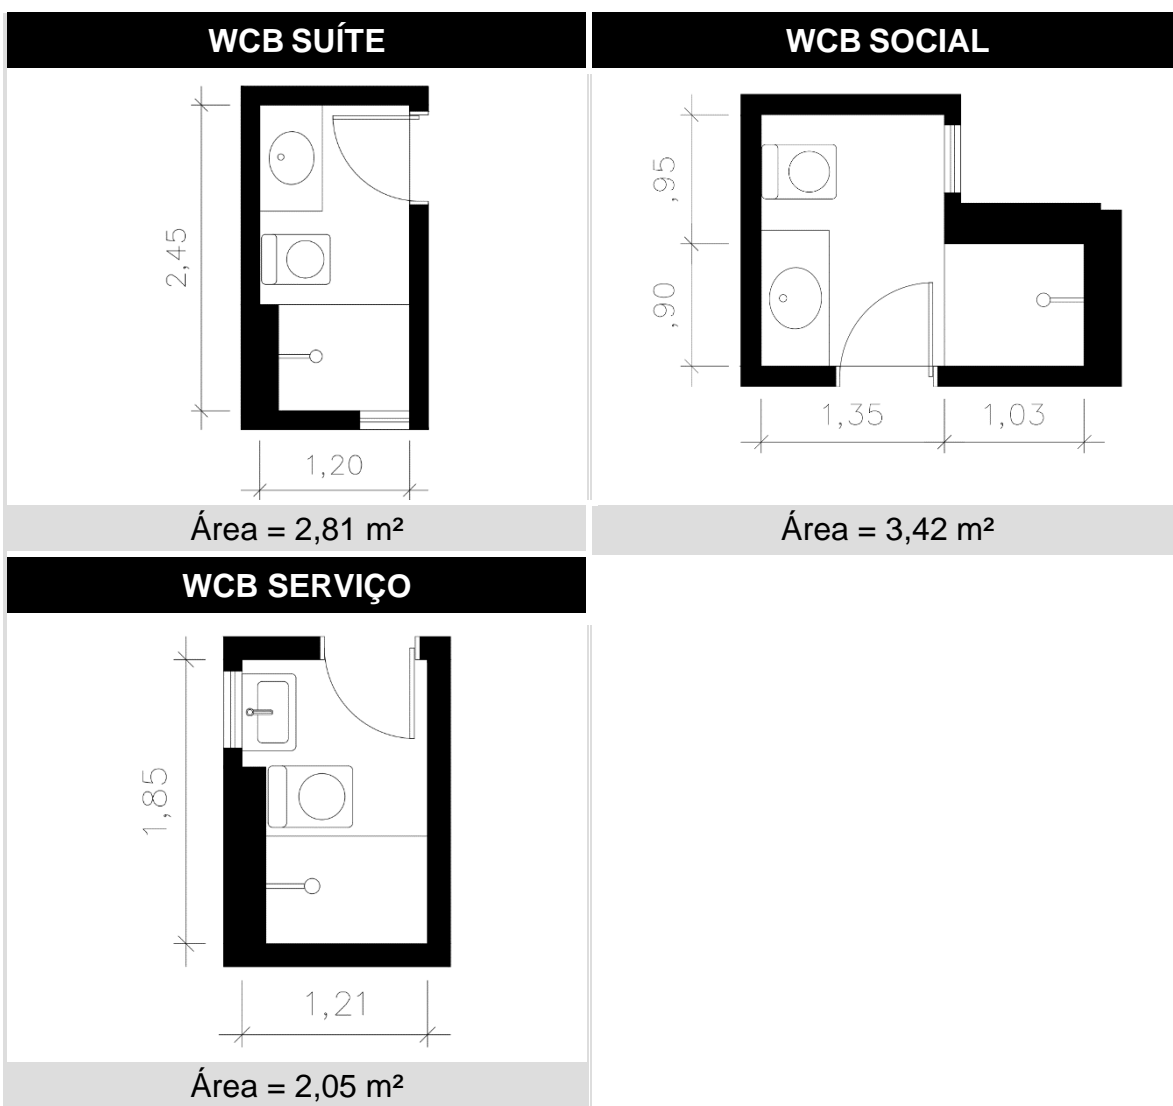 WCB SUÍTE
WCB SOCIAL
2,45
1,20
,95
,90
1,35
1,03
Área = 2,81 m²
Área = 3,42 m²
WCB SERVIÇO
1,85
1,21
Área = 2,05 m²